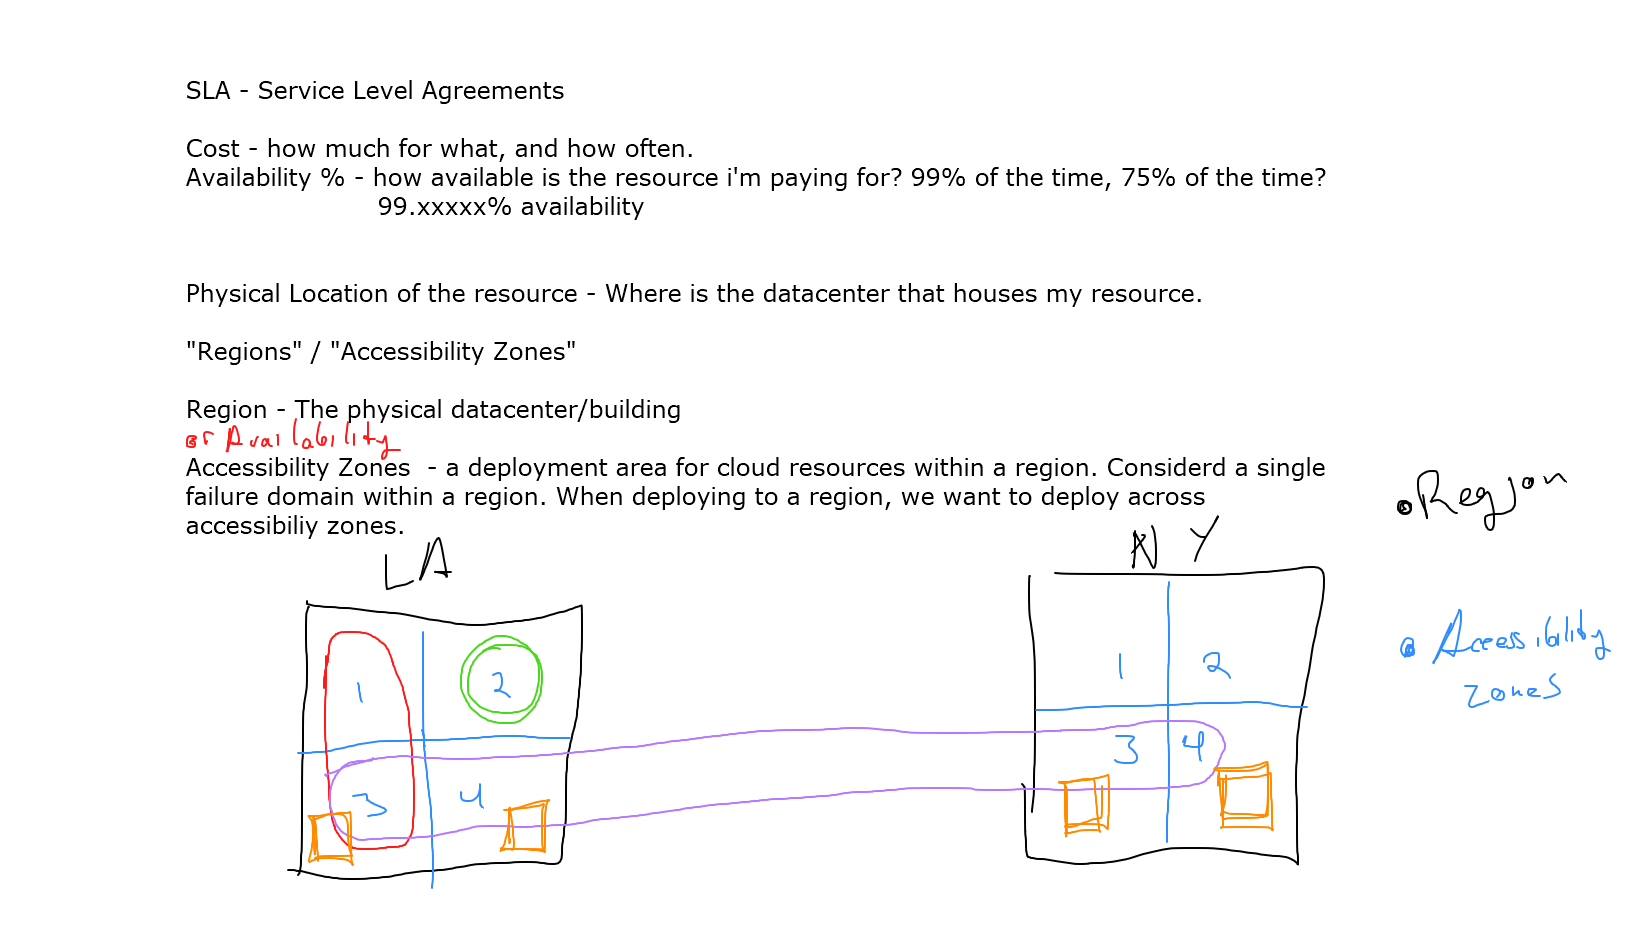 SLA - Service Level Agreements
Cost - how much for what, and how often.
Availability % - how available is the resource i'm paying for? 99% of the time, 75% of the time?
99.xxxxx% availability
Physical Location of the resource - Where is the datacenter that houses my resource.
"Regions" / "Accessibility Zones"
Region - The physical datacenter/building
or Availability
Accessibility Zones  - a deployment area for cloud resources within a region. Considerd a single
failure domain within a region. When deploying to a region, we want to deploy across
accessibiliy zones.
Region
LA
NY
Accessibility
Zones
1 2
3 4
1 2
3 4